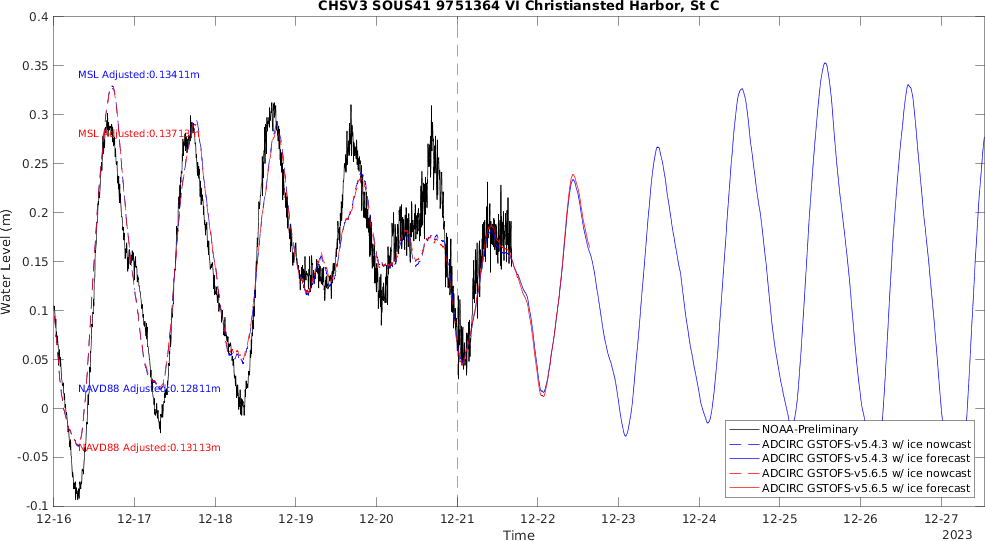 CHSV3 SOUS41 9751364 VI Christiansted Harbor, St C
0.4
0.35
0.3
0.25
0.2
0.15
0.1
0.05
0
-0.05
-0.1
Water Level (m)
MSL Adjusted:0.13411m
MSL Adjusted:0.13713m
NAVD88 Adjusted:0.12811m
NAVD88 Adjusted:0.13113m
NOAA-Preliminary
ADCIRC GSTOFS-v5.4.3 w/ ice nowcast
ADCIRC GSTOFS-v5.4.3 w/ ice forecast
ADCIRC GSTOFS-v5.6.5 w/ ice nowcast
ADCIRC GSTOFS-v5.6.5 w/ ice forecast
12-16 12-17 12-18 12-19 12-20 12-21 12-22 12-23 12-24 12-25 12-26 12-27
Time
2023